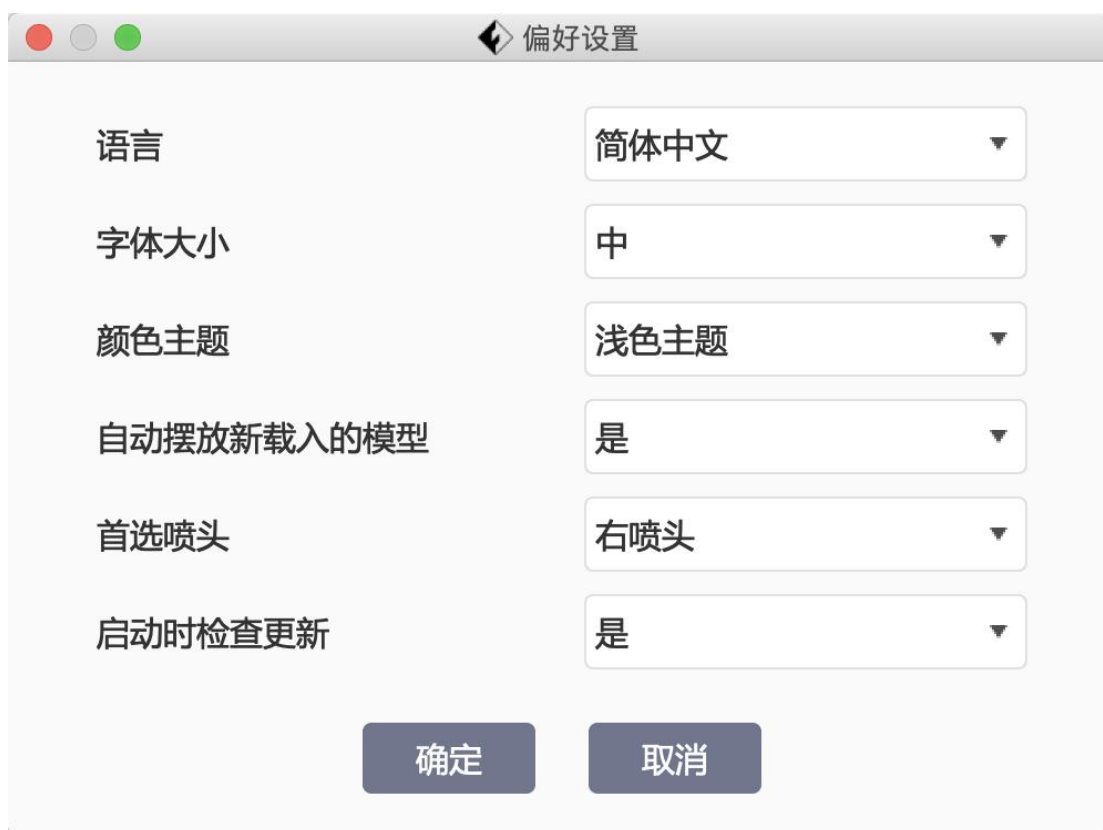 偏好设置
语言 简体中文
字体大小 中
颜色主题 浅色主题
自动摆放新载入的模型 是
首选喷头 右喷头
启动时检查更新 是
确定 取消